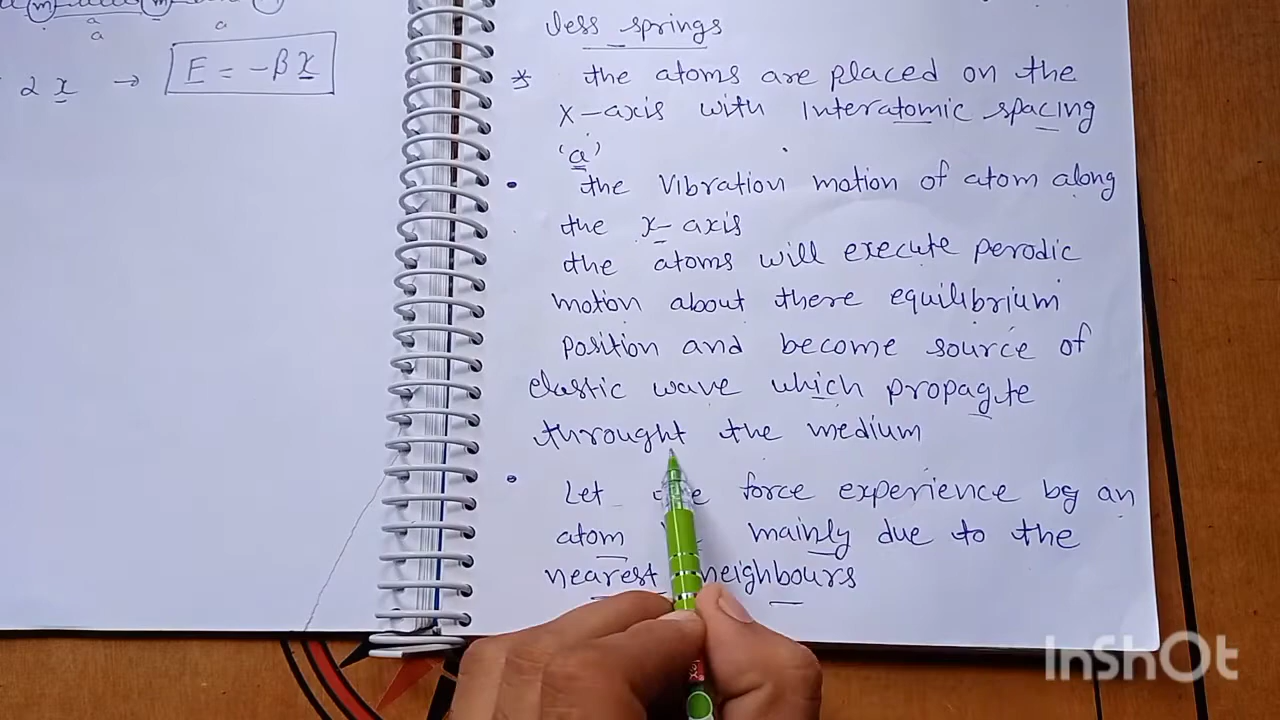 m m
a
a
a
α x → F = -βx
less springs
* the atoms are placed on the
x-axis with Interatomic spacing
'a'
• the vibration motion of atom along
the x-axis
the atoms will execute perodic
motion about there equilibrium
position and become source of
elastic wave which propagte
throught the medium
• Let force experience by an
atom mainly due to the
nearest neighbours
InShOt